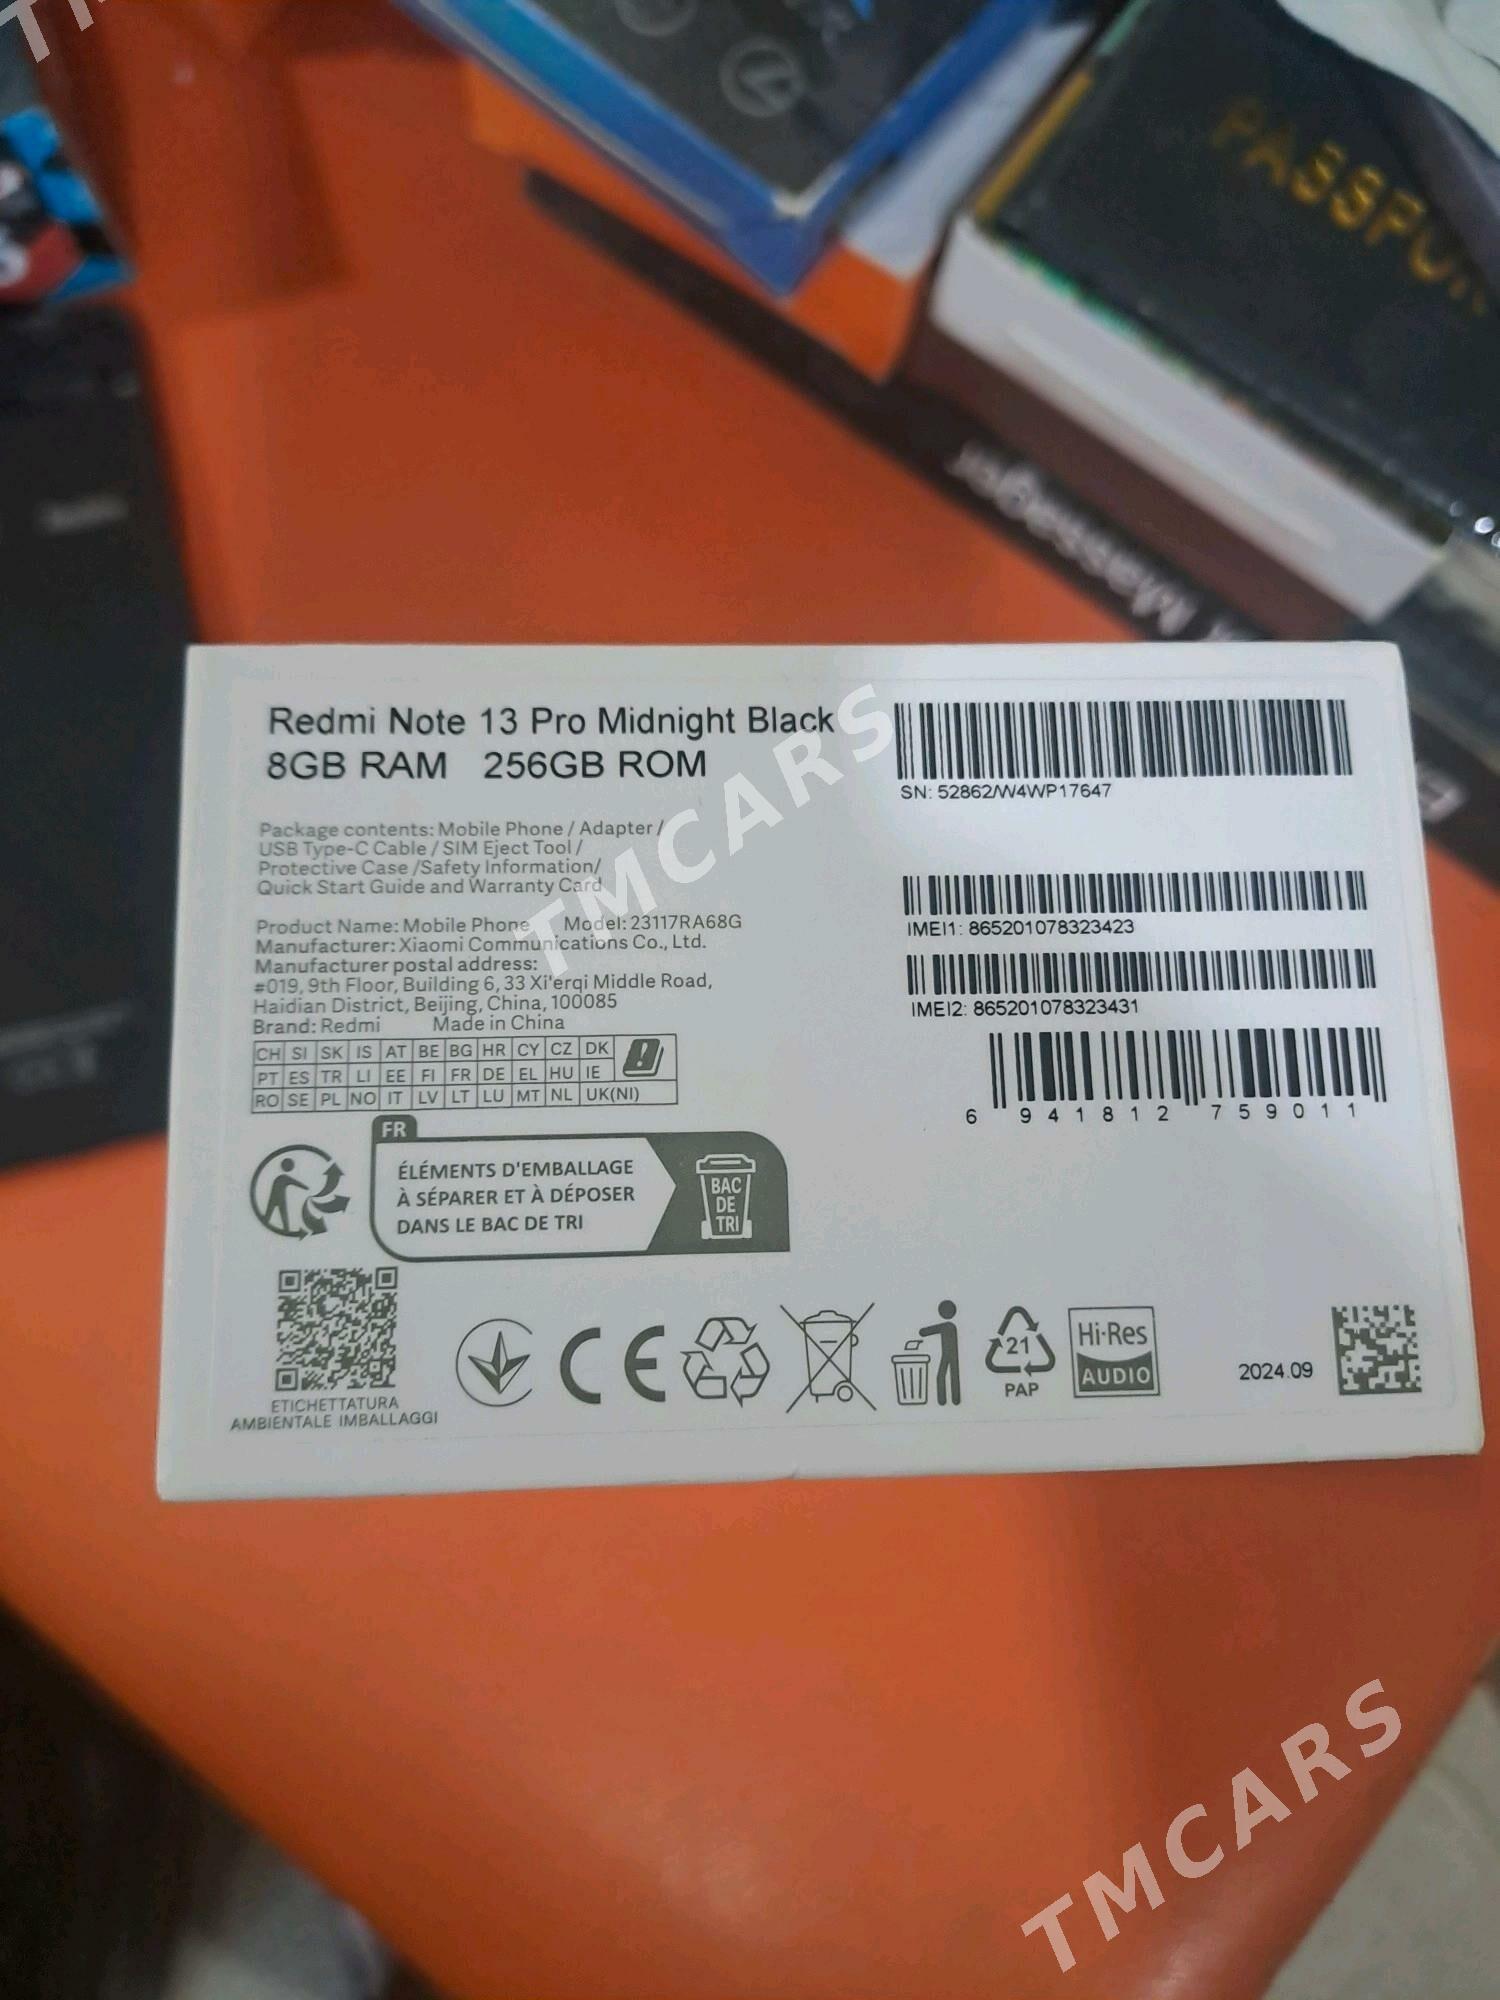 PASSPO
Massager
Redmi Note 13 Pro Midnight Black
8GB RAM 256GB ROM
SN: 52862/W4WP17647
Package contents: Mobile Phone / Adapter /
USB Type-C Cable / SIM Eject Tool /
Protective Case /Safety Information/
Quick Start Guide and Warranty Card
IMEI1: 865201078323423
IMEI2: 865201078323431
Product Name: Mobile Phone Model: 23117RA68G
Manufacturer: Xiaomi Communications Co., Ltd.
Manufacturer postal address:
#019, 9th Floor, Building 6, 33 Xi'erqi Middle Road,
Haidian District, Beijing, China, 100085
Brand: Redmi Made in China
CH SI SK IS AT BE BG HR CY CZ DK
PT ES TR LI EE FI FR DE EL HU IE
RO SE PL NO IT LV LT LU MT NL UK(NI)
6 941812 759011
FR
ÉLÉMENTS D'EMBALLAGE
À SÉPARER ET À DÉPOSER
DANS LE BAC DE TRI
BAC
DE
TRI
ETICHETTATURA
AMBIENTALE IMBALLAGGI
CE
21
PAP
Hi-Res
AUDIO
2024.09
TMCARS
TMCARS